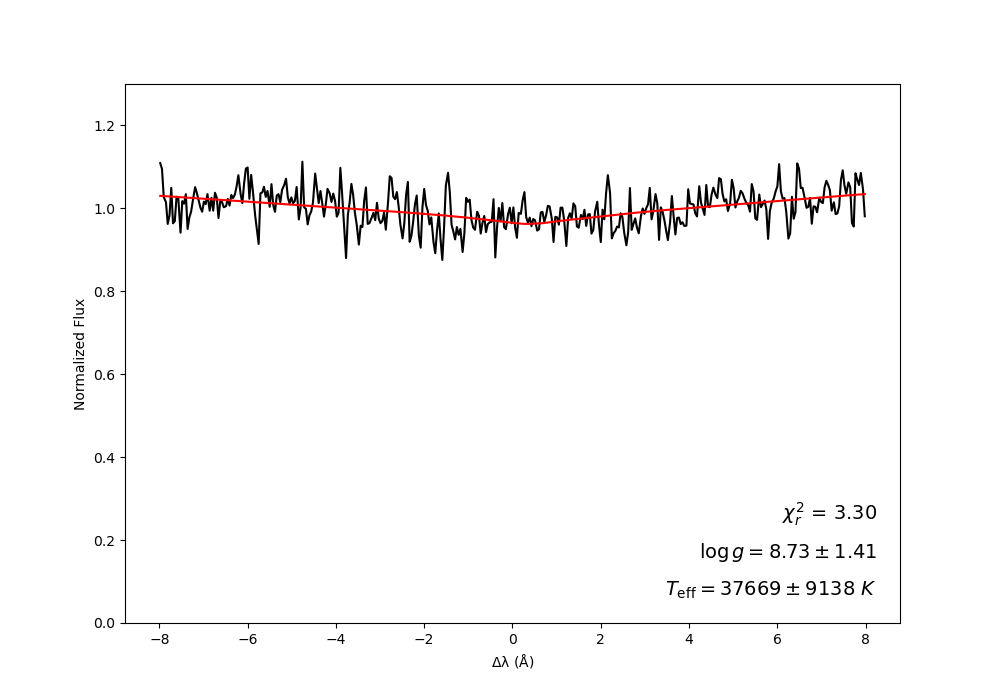 1.2
1.0
0.8
0.6
0.4
0.2
0.0
Normalized Flux
χ²ᵣ = 3.30
log g = 8.73 ± 1.41
T_eff = 37669 ± 9138 K
−8 −6 −4 −2 0 2 4 6 8
Δλ (Å)